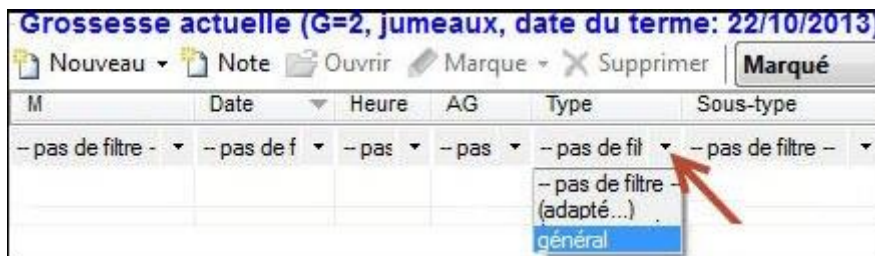 Grossesse actuelle (G=2, jumeaux, date du terme: 22/10/2013)
Nouveau Note Ouvrir Marque Supprimer Marqué
M Date Heure AG Type Sous-type
-- pas de filtre - -- pas de f -- pas -- pas -- pas de fil -- pas de filtre --
-- pas de filtre --
(adapté...)
général